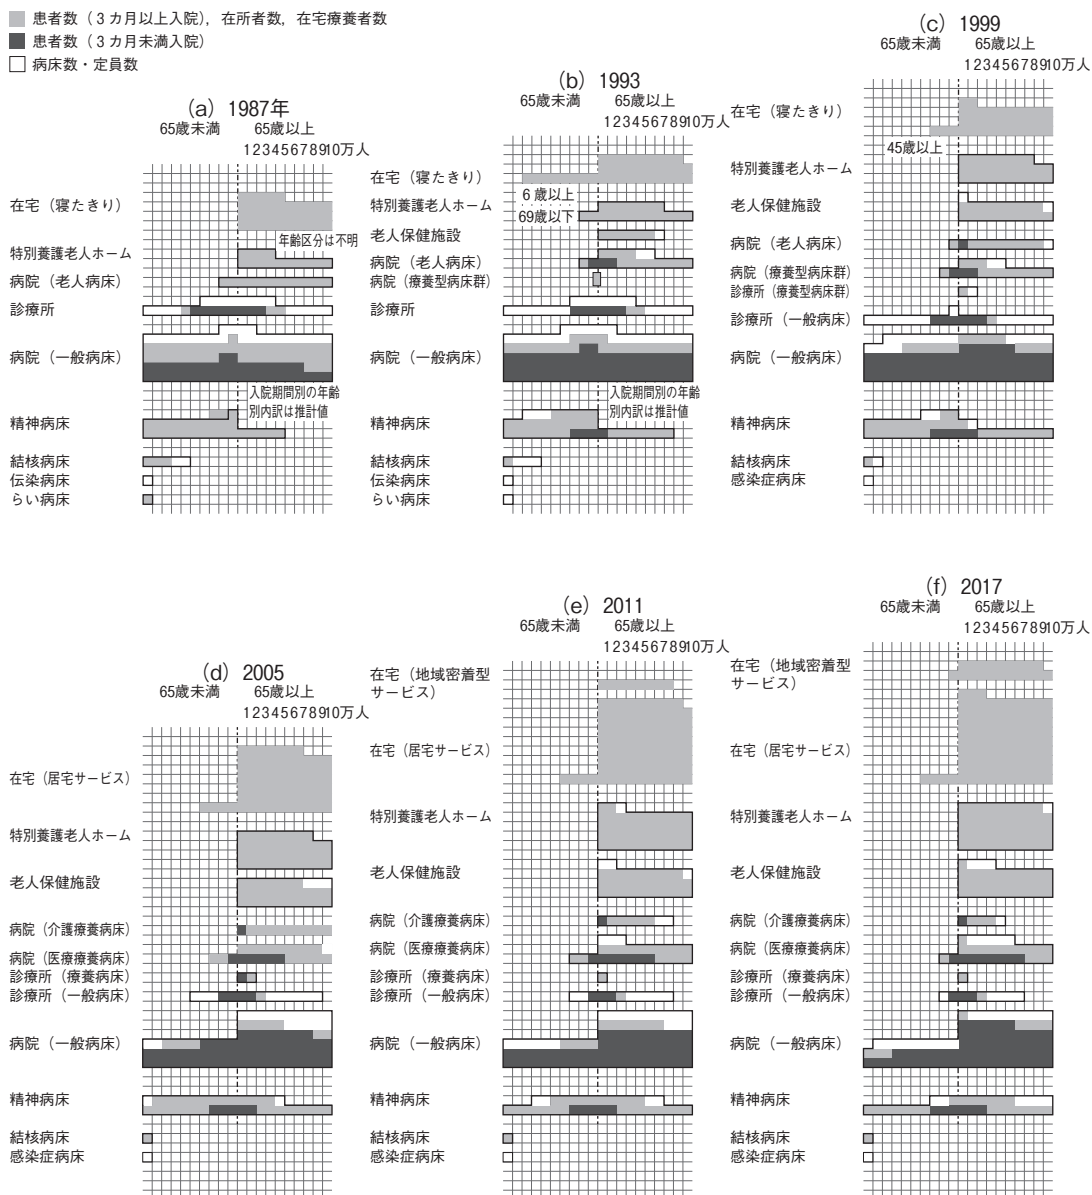 患者数（3カ月以上入院），在所者数，在宅療養者数
患者数（3カ月未満入院）
病床数・定員数
(a) 1987年
65歳未満 65歳以上
12345678910万人
在宅（寝たきり）
年齢区分は不明
特別養護老人ホーム
病院（老人病床）
診療所
病院（一般病床）
入院期間別の年齢
別内訳は推計値
精神病床
結核病床
伝染病床
らい病床
(b) 1993
65歳未満 65歳以上
12345678910万人
在宅（寝たきり）
6歳以上
特別養護老人ホーム
69歳以下
老人保健施設
病院（老人病床）
病院（療養型病床群）
診療所
病院（一般病床）
入院期間別の年齢
別内訳は推計値
精神病床
結核病床
伝染病床
らい病床
(c) 1999
65歳未満 65歳以上
12345678910万人
在宅（寝たきり）
45歳以上
特別養護老人ホーム
老人保健施設
病院（老人病床）
病院（療養型病床群）
診療所（療養型病床群）
診療所（一般病床）
病院（一般病床）
精神病床
結核病床
感染症病床
(d) 2005
65歳未満 65歳以上
12345678910万人
在宅（居宅サービス）
特別養護老人ホーム
老人保健施設
病院（介護療養病床）
病院（医療療養病床）
診療所（療養病床）
診療所（一般病床）
病院（一般病床）
精神病床
結核病床
感染症病床
(e) 2011
65歳未満 65歳以上
12345678910万人
在宅（地域密着型
サービス）
在宅（居宅サービス）
特別養護老人ホーム
老人保健施設
病院（介護療養病床）
病院（医療療養病床）
診療所（療養病床）
診療所（一般病床）
病院（一般病床）
精神病床
結核病床
感染症病床
(f) 2017
65歳未満 65歳以上
12345678910万人
在宅（地域密着型
サービス）
在宅（居宅サービス）
特別養護老人ホーム
老人保健施設
病院（介護療養病床）
病院（医療療養病床）
診療所（療養病床）
診療所（一般病床）
病院（一般病床）
精神病床
結核病床
感染症病床